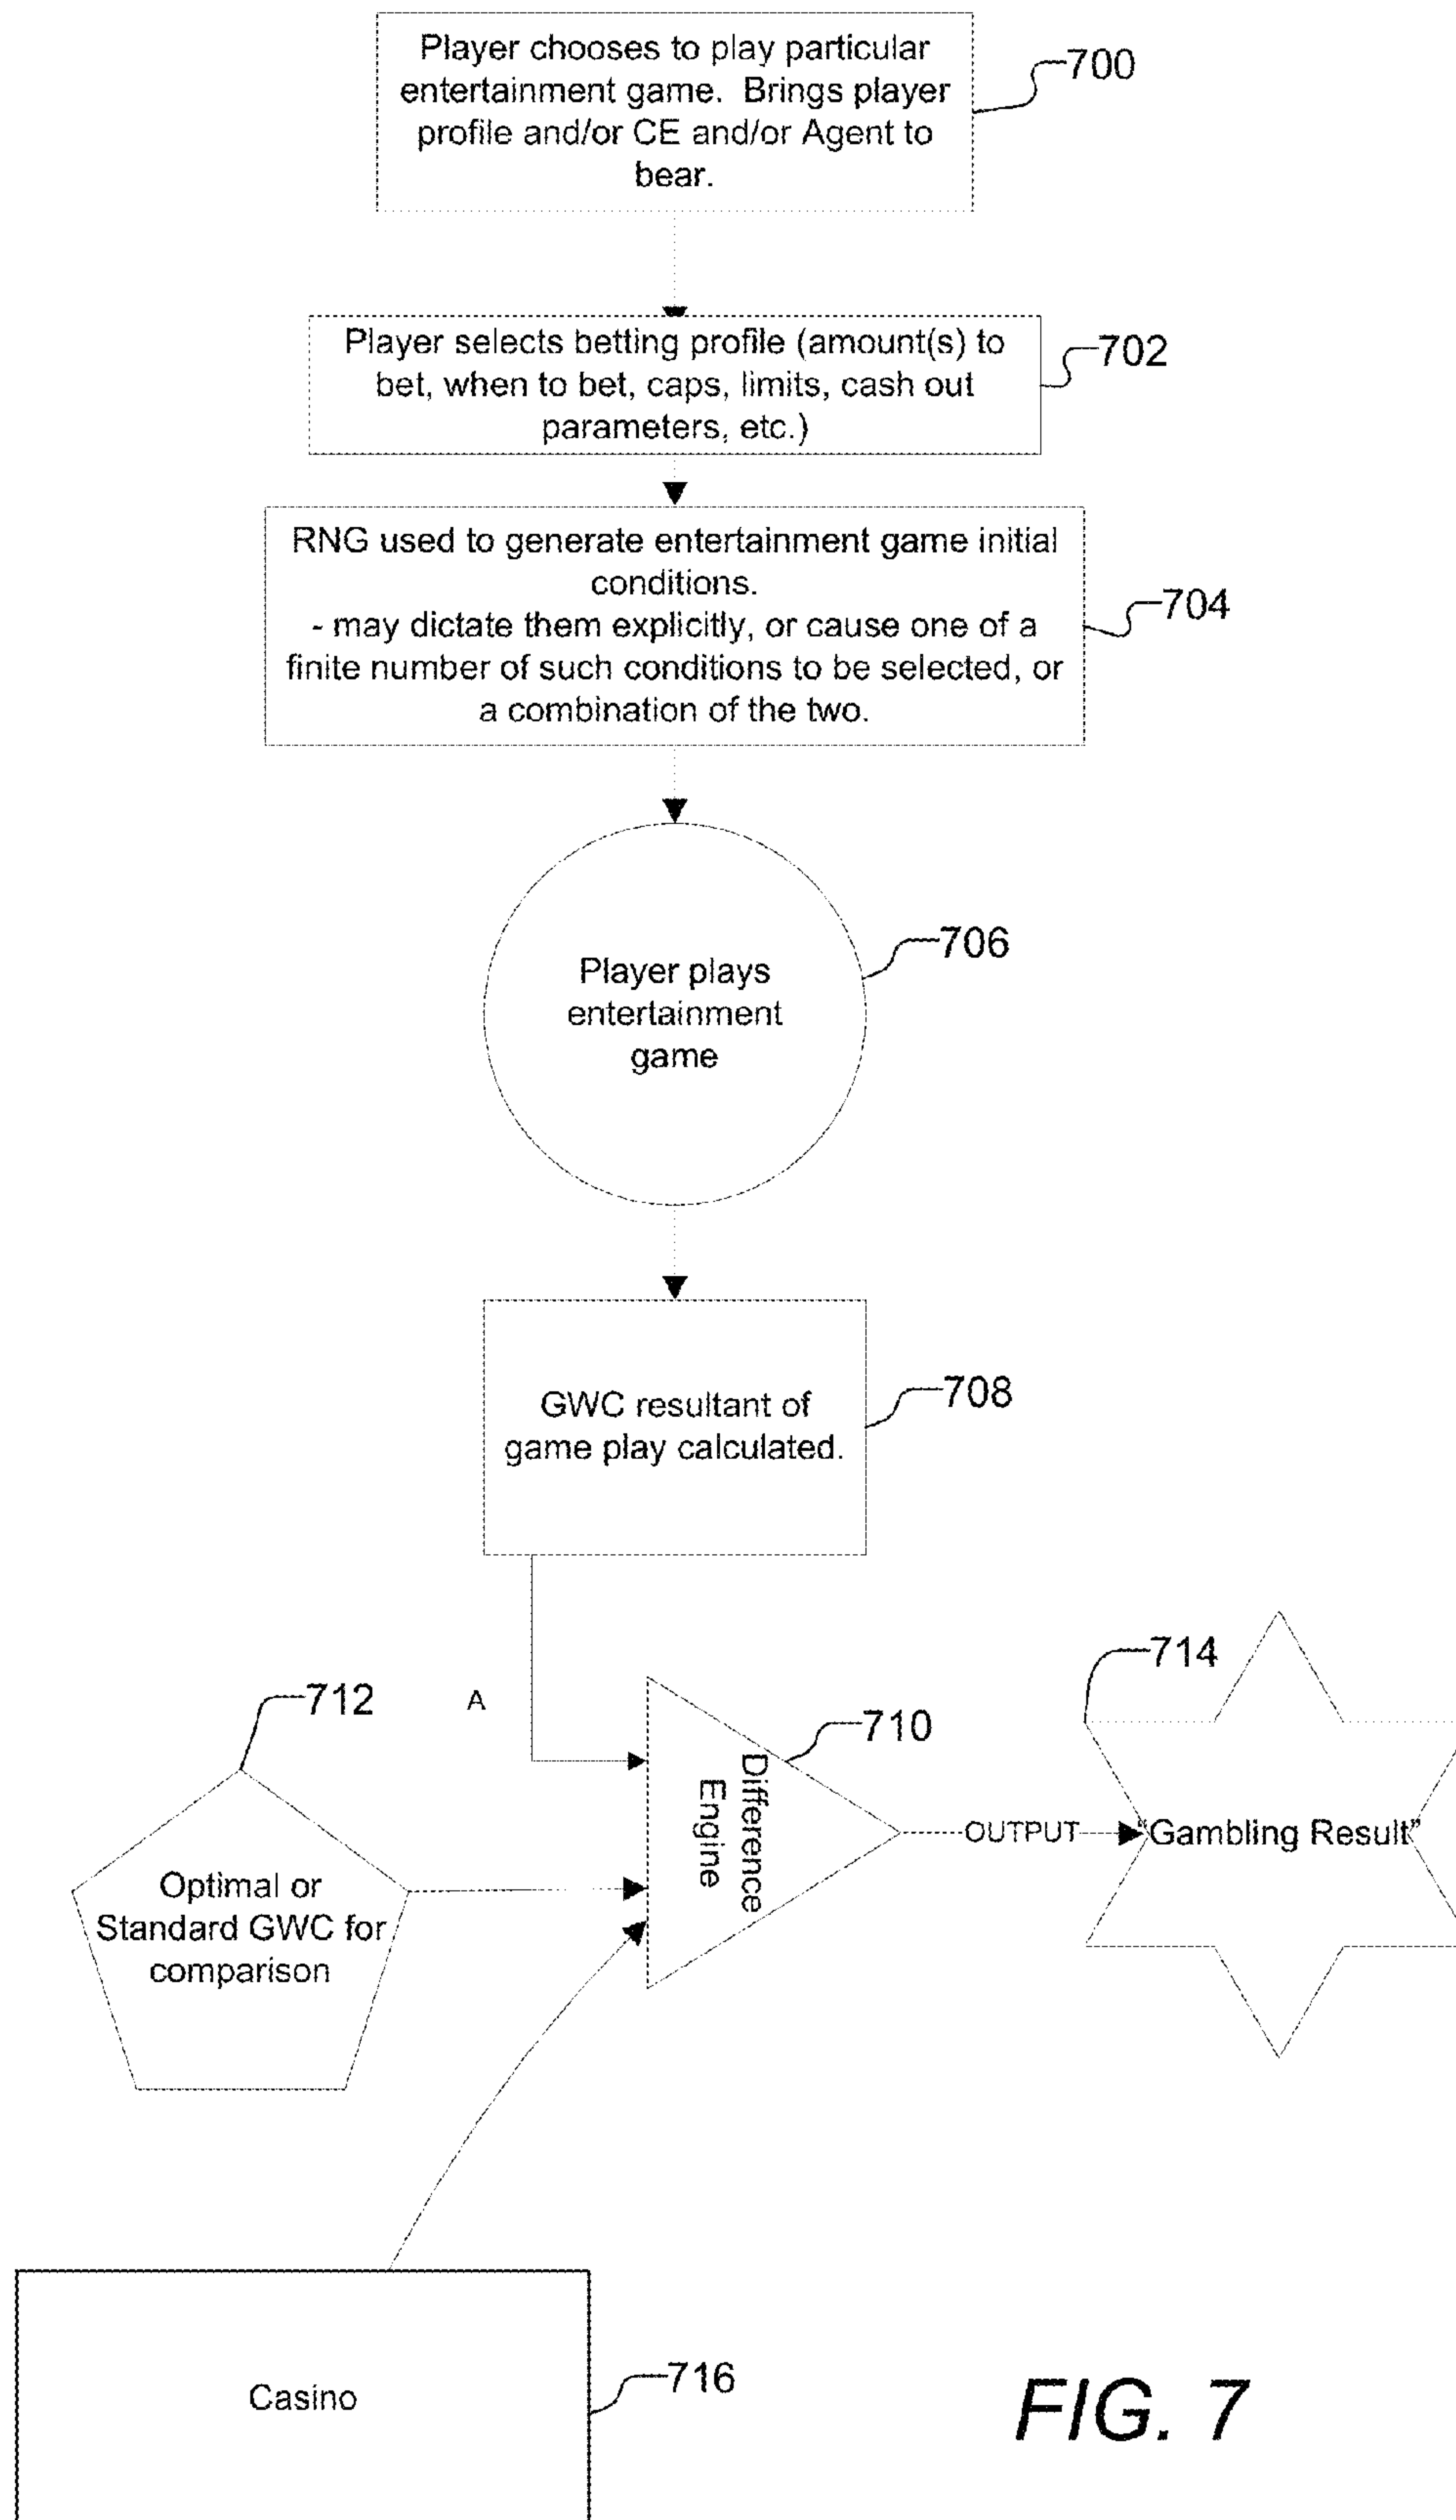 Player chooses to play particular
entertainment game. Brings player
profile and/or CE and/or Agent to
bear.
700
Player selects betting profile (amount(s) to
bet, when to bet, caps, limits, cash out
parameters, etc.)
702
RNG used to generate entertainment game initial
conditions.
- may dictate them explicitly, or cause one of a
finite number of such conditions to be selected, or
a combination of the two.
704
Player plays
entertainment
game
706
GWC resultant of
game play calculated.
708
A
712
Optimal or
Standard GWC for
comparison
710
Difference
Engine
OUTPUT
714
"Gambling Result"
Casino
716
FIG. 7